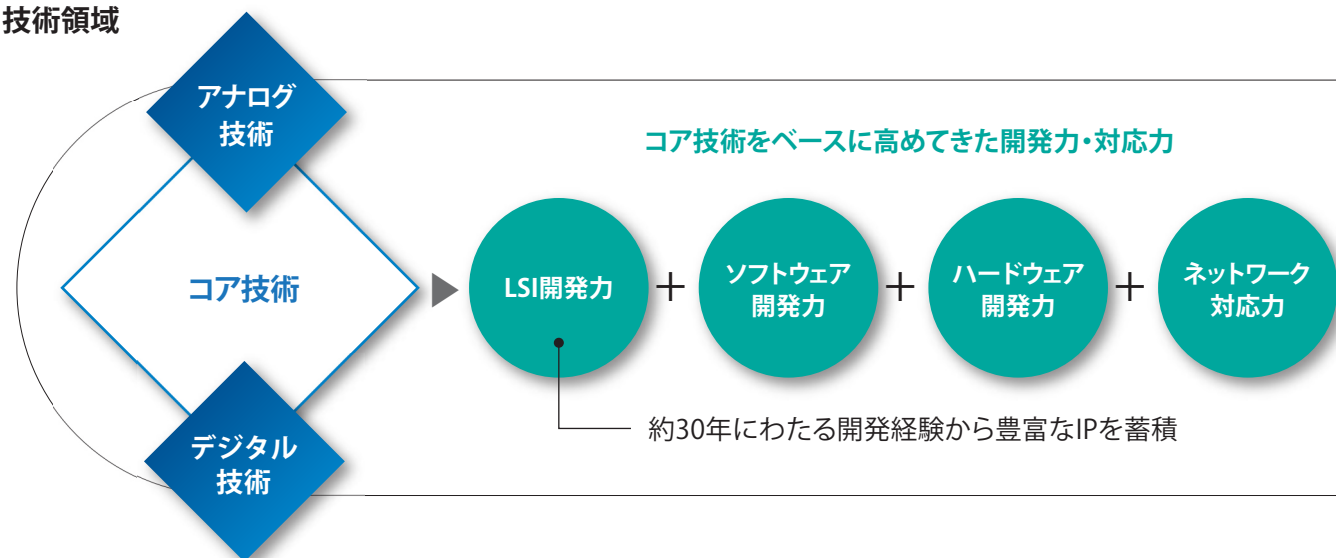 技術領域
アナログ
技術
コア技術
デジタル
技術
コア技術をベースに高めてきた開発力・対応力
LSI開発力
+
ソフトウェア
開発力
+
ハードウェア
開発力
+
ネットワーク
対応力
約30年にわたる開発経験から豊富なIPを蓄積